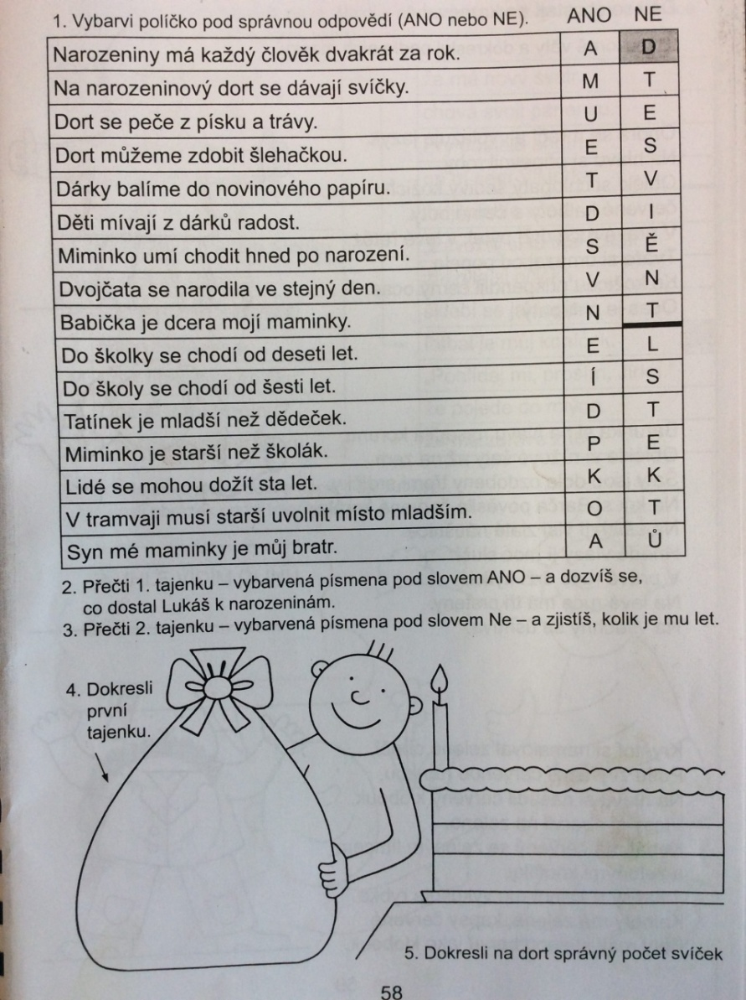 1. Vybarvi políčko pod správnou odpovědí (ANO nebo NE). ANO NE
Narozeniny má každý člověk dvakrát za rok. A D
Na narozeninový dort se dávají svíčky. M T
Dort se peče z písku a trávy. U E
Dort můžeme zdobit šlehačkou. E S
Dárky balíme do novinového papíru. T V
Děti mívají z dárků radost. D I
Miminko umí chodit hned po narození. S Ě
Dvojčata se narodila ve stejný den. V N
Babička je dcera mojí maminky. N T
Do školky se chodí od deseti let. E L
Do školy se chodí od šesti let. Í S
Tatínek je mladší než dědeček. D T
Miminko je starší než školák. P E
Lidé se mohou dožít sta let. K K
V tramvaji musí starší uvolnit místo mladším. O T
Syn mé maminky je můj bratr. A Ů
2. Přečti 1. tajenku – vybarvená písmena pod slovem ANO – a dozvíš se,
co dostal Lukáš k narozeninám.
3. Přečti 2. tajenku – vybarvená písmena pod slovem Ne – a zjistíš, kolik je mu let.
4. Dokresli
první
tajenku.
5. Dokresli na dort správný počet svíček
58